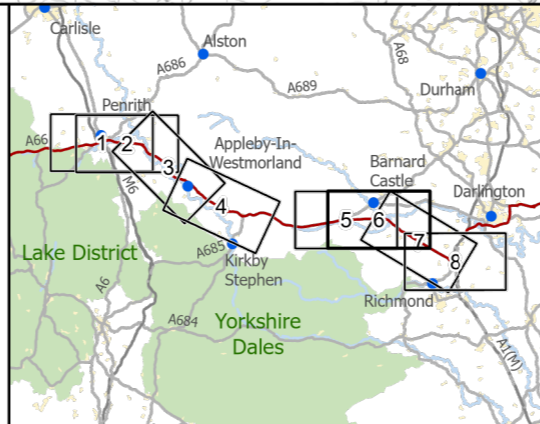 Carlisle
Alston
A686
A68
A689
Durham
Penrith
A66
1
2
3
Appleby-In-
Westmorland
Barnard
Castle
Darlington
M6
4
5
6
7
8
Lake District
A685
Kirkby
Stephen
A6
Richmond
A684
Yorkshire
Dales
A1(M)